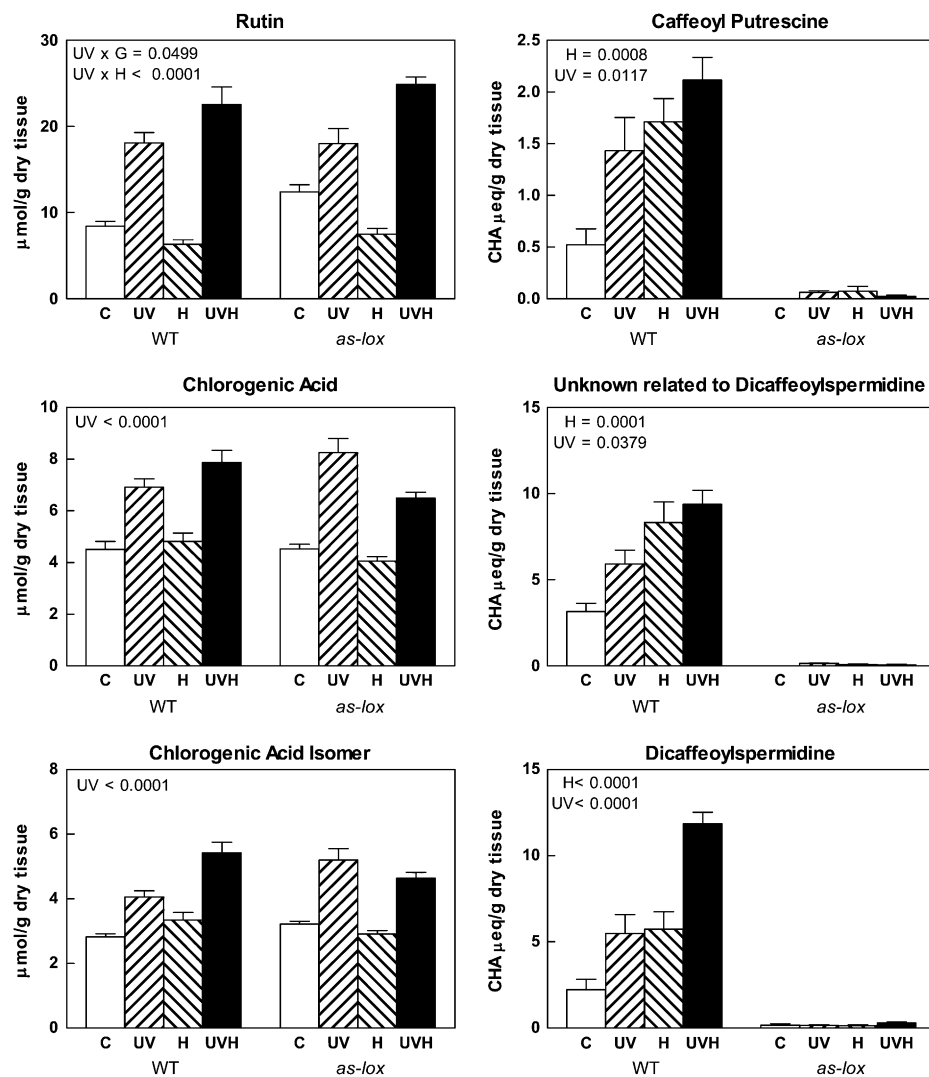 Rutin
UV x G = 0.0499
UV x H < 0.0001
30
20
10
0
μmol/g dry tissue
C UV H UVH C UV H UVH
WT as-lox
Caffeoyl Putrescine
H = 0.0008
UV = 0.0117
2.5
2.0
1.5
1.0
0.5
0.0
CHA μeq/g dry tissue
C UV H UVH C UV H UVH
WT as-lox
Chlorogenic Acid
UV < 0.0001
10
8
6
4
2
0
μmol/g dry tissue
C UV H UVH C UV H UVH
WT as-lox
Unknown related to Dicaffeoylspermidine
H = 0.0001
UV = 0.0379
15
10
5
0
CHA μeq/g dry tissue
C UV H UVH C UV H UVH
WT as-lox
Chlorogenic Acid Isomer
UV < 0.0001
8
6
4
2
0
μmol/g dry tissue
C UV H UVH C UV H UVH
WT as-lox
Dicaffeoylspermidine
H< 0.0001
UV< 0.0001
15
10
5
0
CHA μeq/g dry tissue
C UV H UVH C UV H UVH
WT as-lox